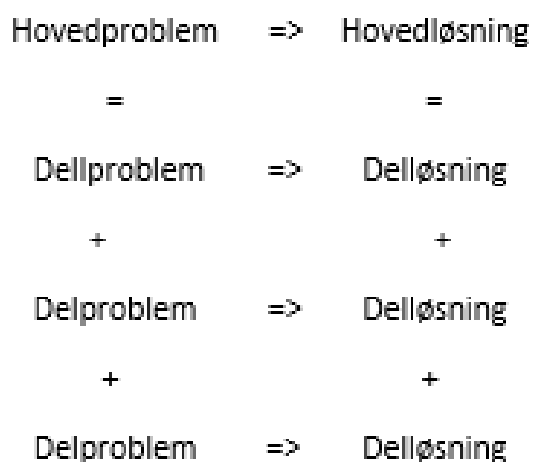 Hovedproblem => Hovedløsning
= =
Dellproblem => Delløsning
+ +
Delproblem => Delløsning
+ +
Delproblem => Delløsning